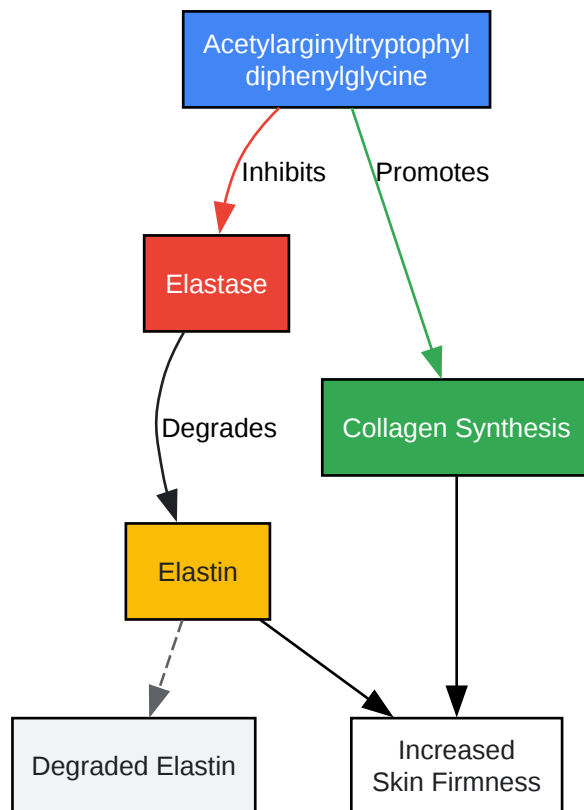 Acetylarginyltryptophyl
diphenylglycine
Inhibits
Promotes
Elastase
Collagen Synthesis
Degrades
Elastin
Degraded Elastin
Increased
Skin Firmness